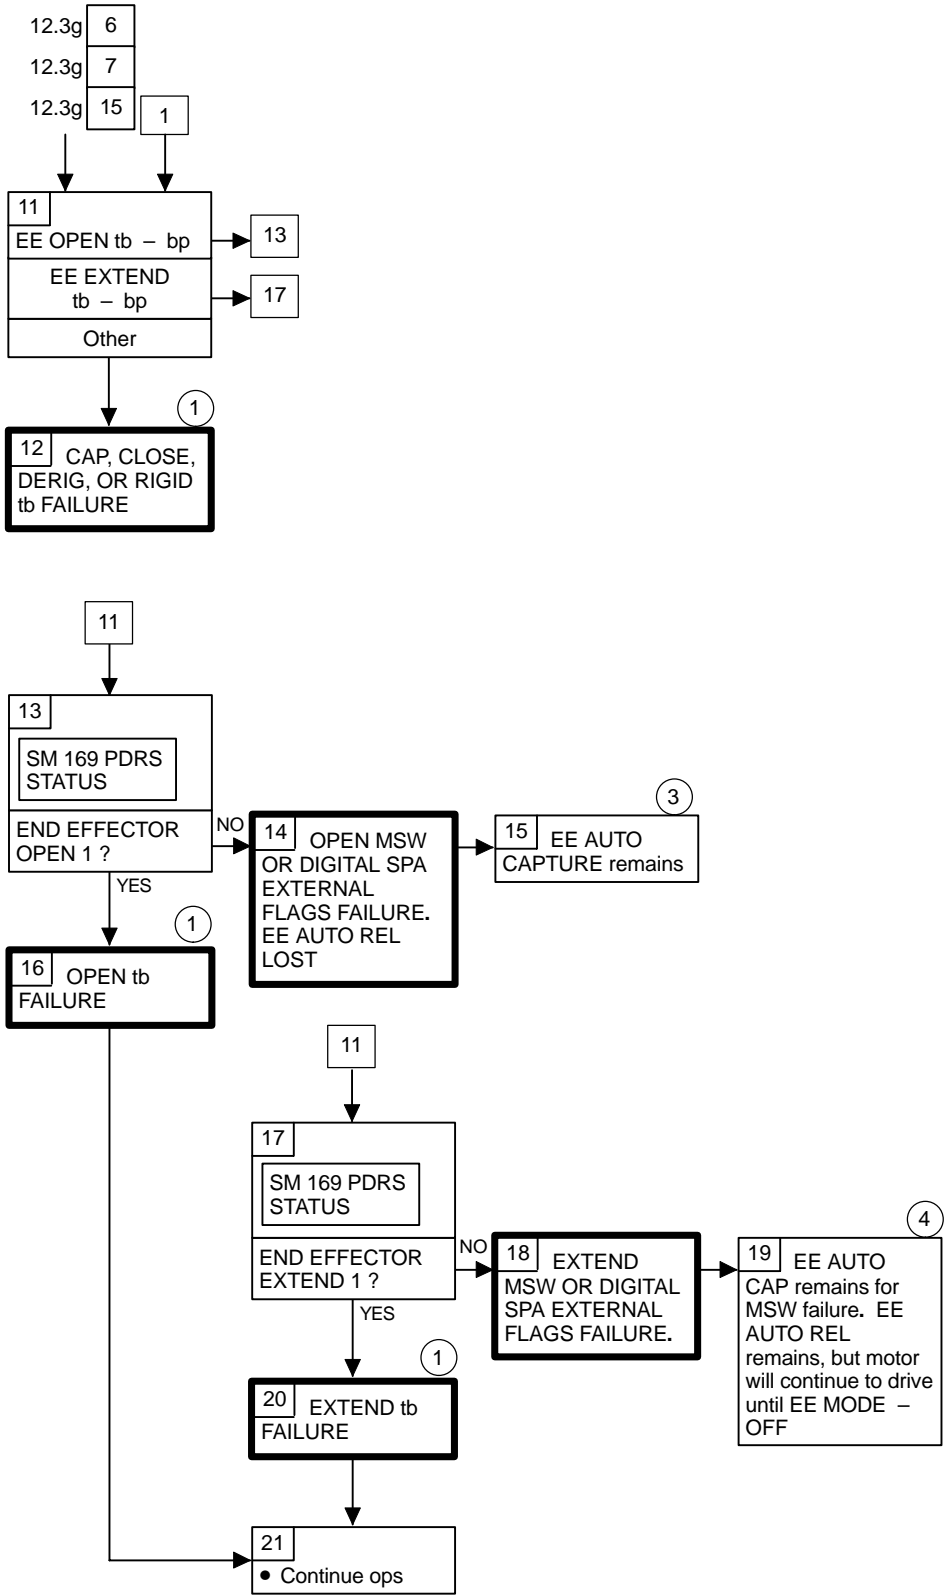 12.3g 6
12.3g 7
12.3g 15
1
11
EE OPEN tb – bp
13
EE EXTEND
tb – bp
17
Other
1
12 CAP, CLOSE,
DERIG, OR RIGID
tb FAILURE
11
13
SM 169 PDRS
STATUS
END EFFECTOR
OPEN 1 ?
NO
YES
14 OPEN MSW
OR DIGITAL SPA
EXTERNAL
FLAGS FAILURE.
EE AUTO REL
LOST
3
15 EE AUTO
CAPTURE remains
1
16 OPEN tb
FAILURE
11
17
SM 169 PDRS
STATUS
END EFFECTOR
EXTEND 1 ?
NO
YES
18 EXTEND
MSW OR DIGITAL
SPA EXTERNAL
FLAGS FAILURE.
4
19 EE AUTO
CAP remains for
MSW failure. EE
AUTO REL
remains, but motor
will continue to drive
until EE MODE –
OFF
1
20 EXTEND tb
FAILURE
21
• Continue ops